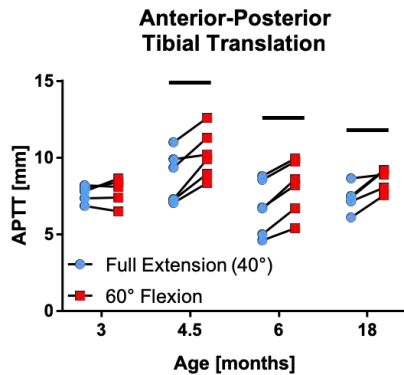 Anterior-Posterior
Tibial Translation
15
10
5
0
APTT [mm]
Full Extension (40°)
60° Flexion
3 4.5 6 18
Age [months]